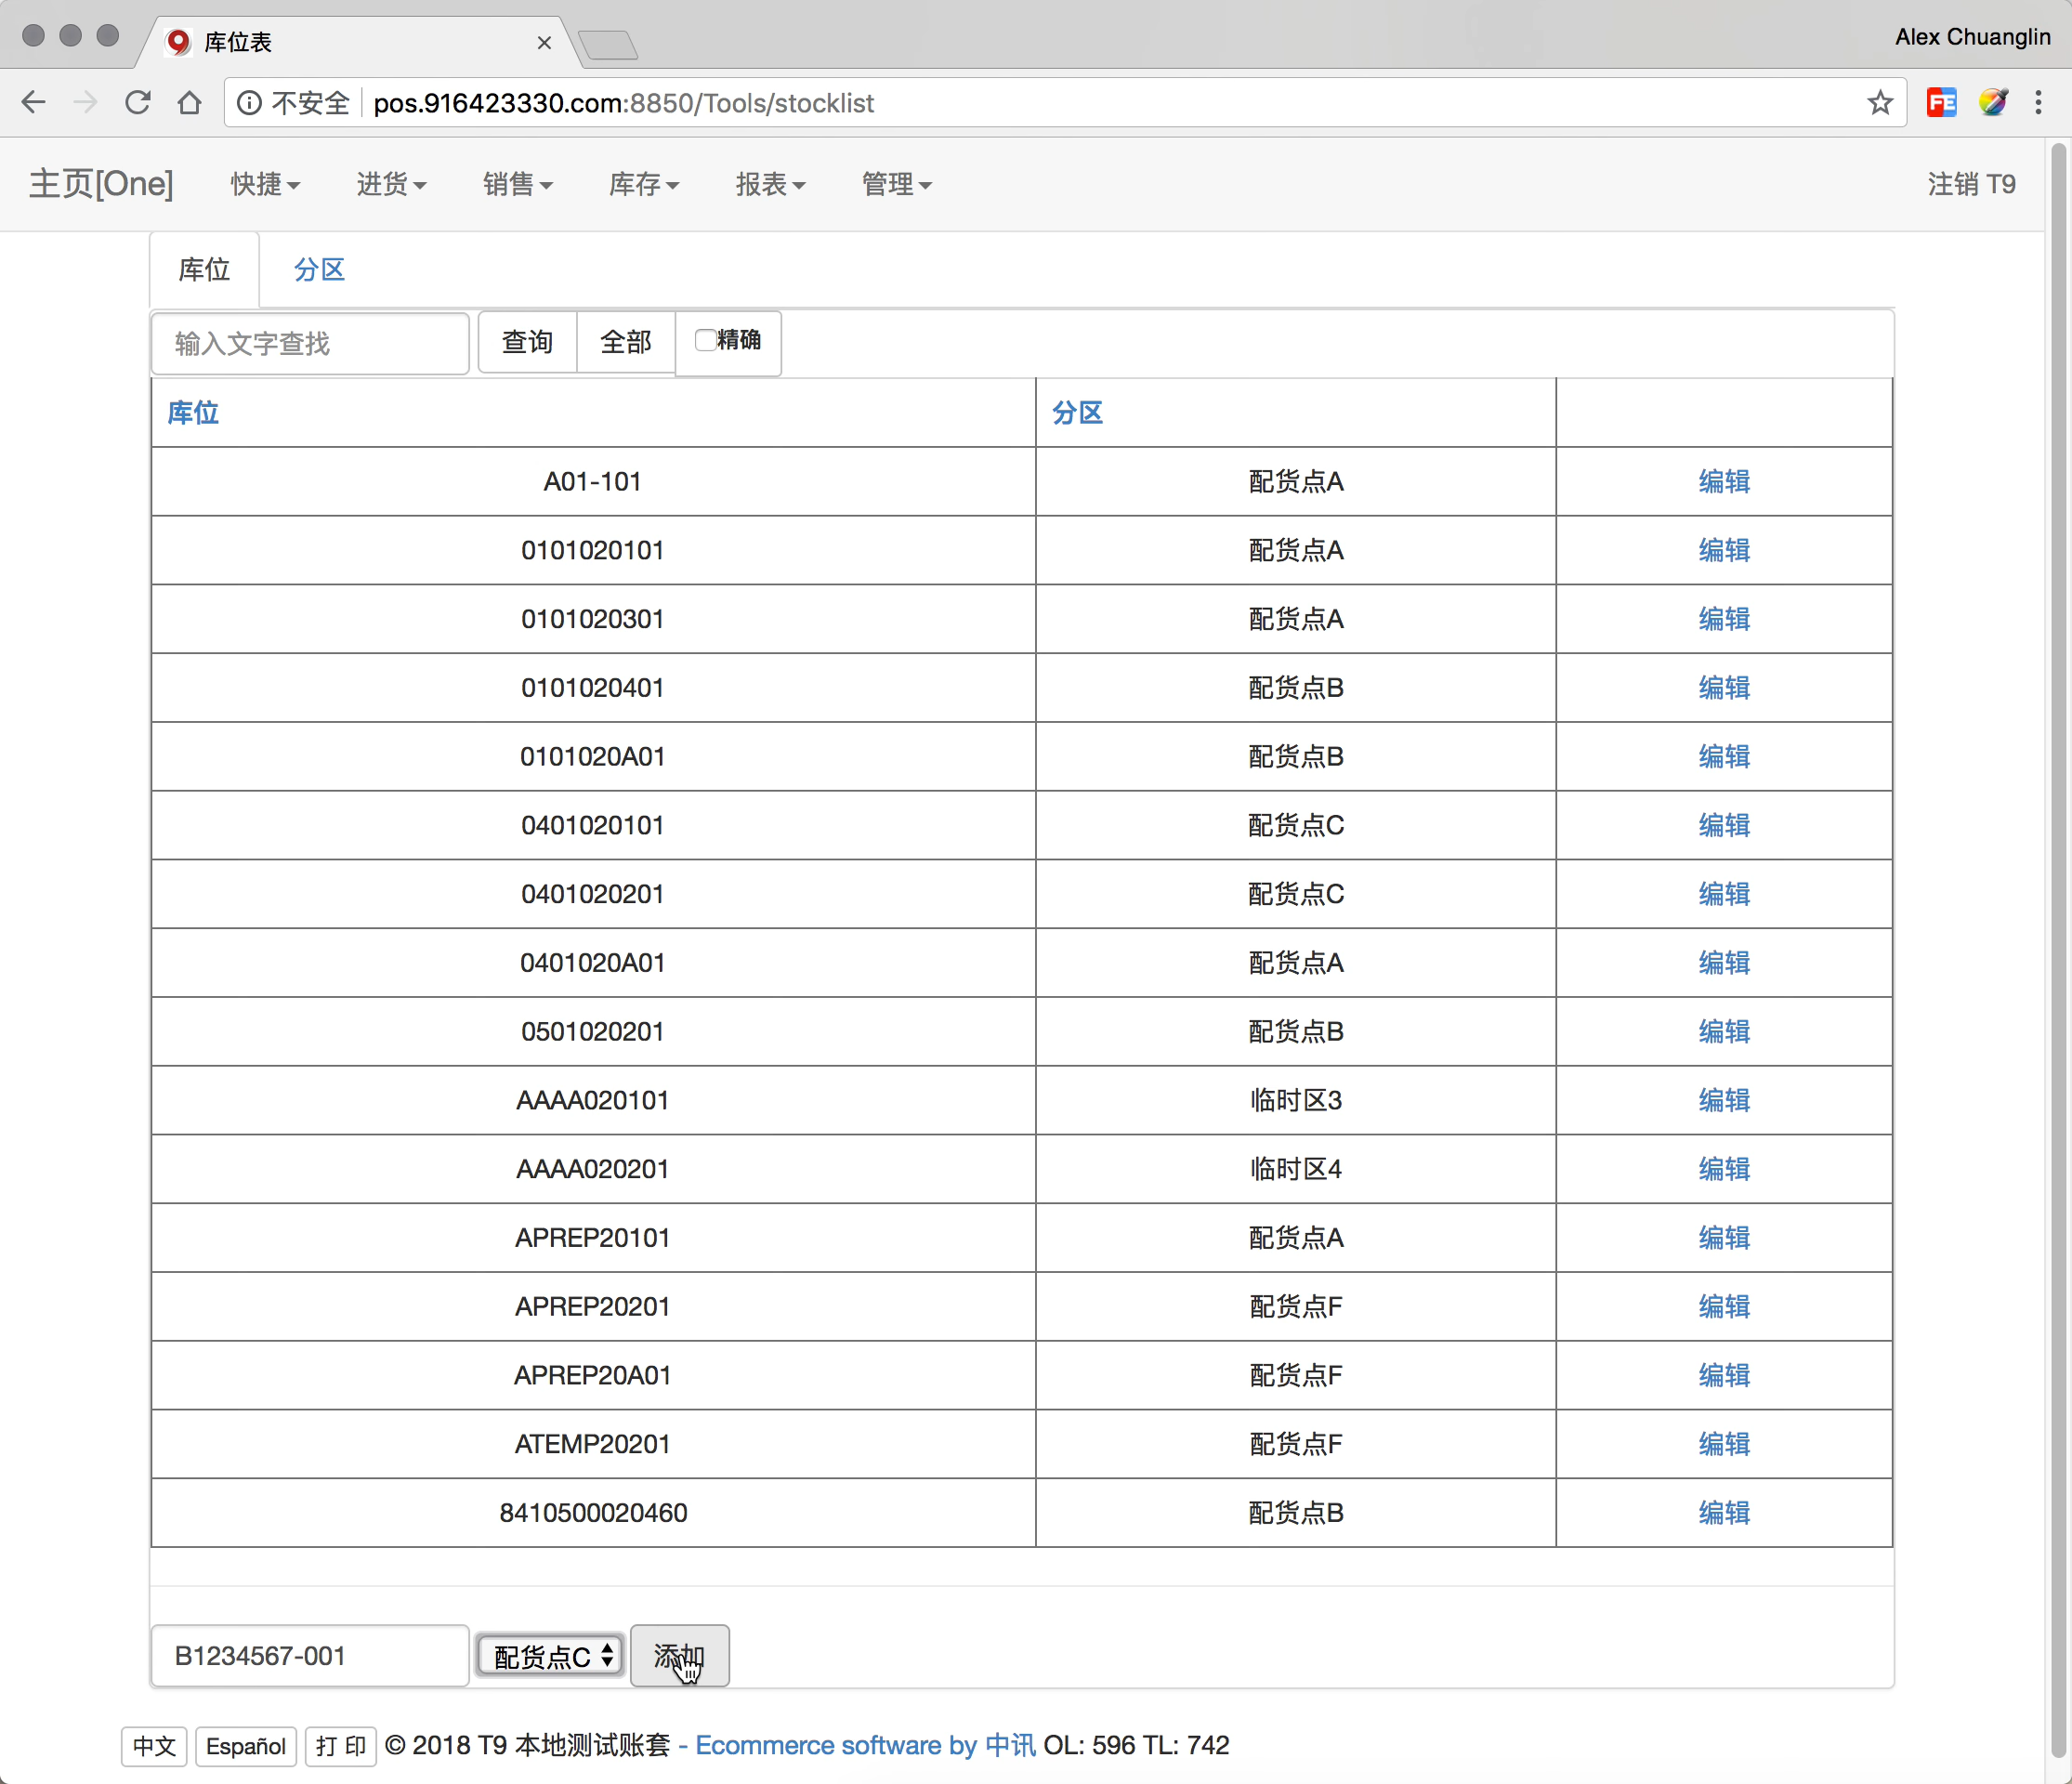 库位表
Alex Chuanglin
不安全 pos.916423330.com:8850/Tools/stocklist
FE
主页[One] 快捷 进货 销售 库存 报表 管理 注销 T9
库位 分区
输入文字查找 查询 全部 精确
库位 分区
A01-101 配货点A 编辑
0101020101 配货点A 编辑
0101020301 配货点A 编辑
0101020401 配货点B 编辑
0101020A01 配货点B 编辑
0401020101 配货点C 编辑
0401020201 配货点C 编辑
0401020A01 配货点A 编辑
0501020201 配货点B 编辑
AAAA020101 临时区3 编辑
AAAA020201 临时区4 编辑
APREP20101 配货点A 编辑
APREP20201 配货点F 编辑
APREP20A01 配货点F 编辑
ATEMP20201 配货点F 编辑
8410500020460 配货点B 编辑
B1234567-001 配货点C 添加
中文 Español 打 印 © 2018 T9 本地测试账套 - Ecommerce software by 中讯 OL: 596 TL: 742